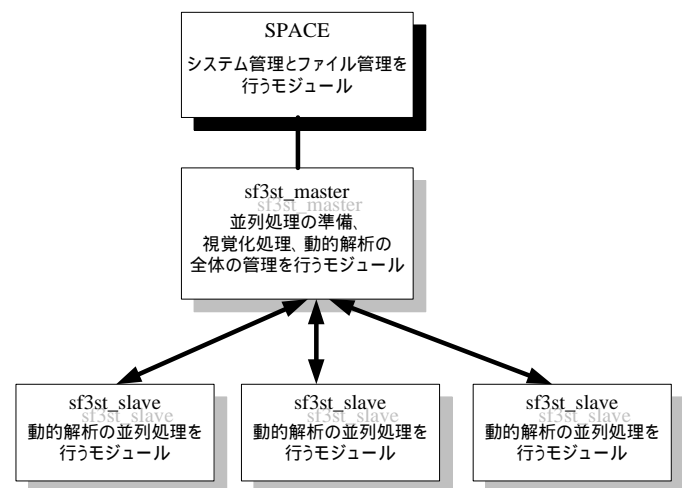 SPACE
システム管理とファイル管理を
行うモジュール
sf3st_master
sf3st_master
並列処理の準備、
視覚化処理、動的解析の
全体の管理を行うモジュール
sf3st_slave
sf3st_slave
動的解析の並列処理を
行うモジュール
sf3st_slave
sf3st_slave
動的解析の並列処理を
行うモジュール
sf3st_slave
sf3st_slave
動的解析の並列処理を
行うモジュール